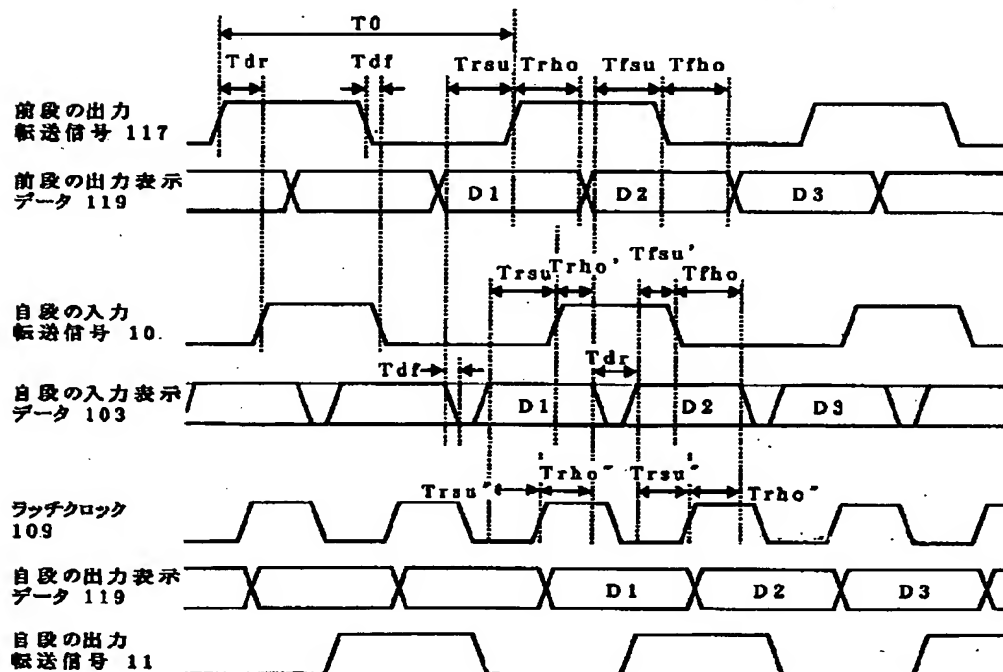 T0
Tdr Tdf Trsu Trho Tfsu Tfho
前段の出力
転送信号 117
前段の出力表示
データ 119
D1 D2 D3
Trsu Trho' Tfsu' Tfho
自段の入力
転送信号 10.
Tdf Tdr
自段の入力表示
データ 103
D1 D2 D3
Trsu" Trho" Trsu" Trho"
ラッチクロック
109
自段の出力表示
データ 119
D1 D2 D3
自段の出力
転送信号 11